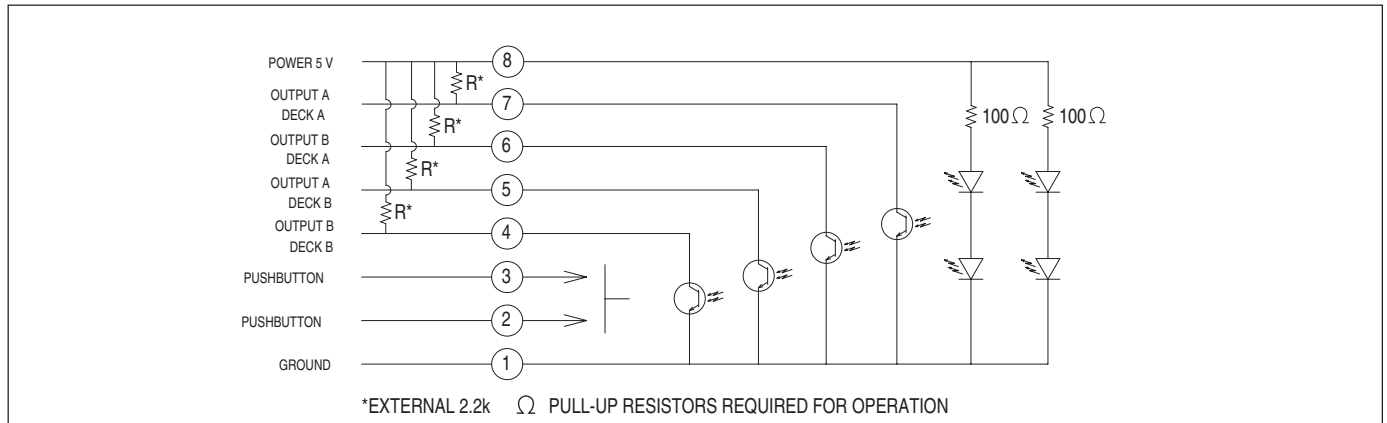 POWER 5 V
8
R*
OUTPUT A
DECK A
7
100Ω
100Ω
R*
OUTPUT B
DECK A
6
R*
OUTPUT A
DECK B
5
R*
OUTPUT B
DECK B
4
PUSHBUTTON
3
PUSHBUTTON
2
GROUND
1
*EXTERNAL 2.2k Ω PULL-UP RESISTORS REQUIRED FOR OPERATION